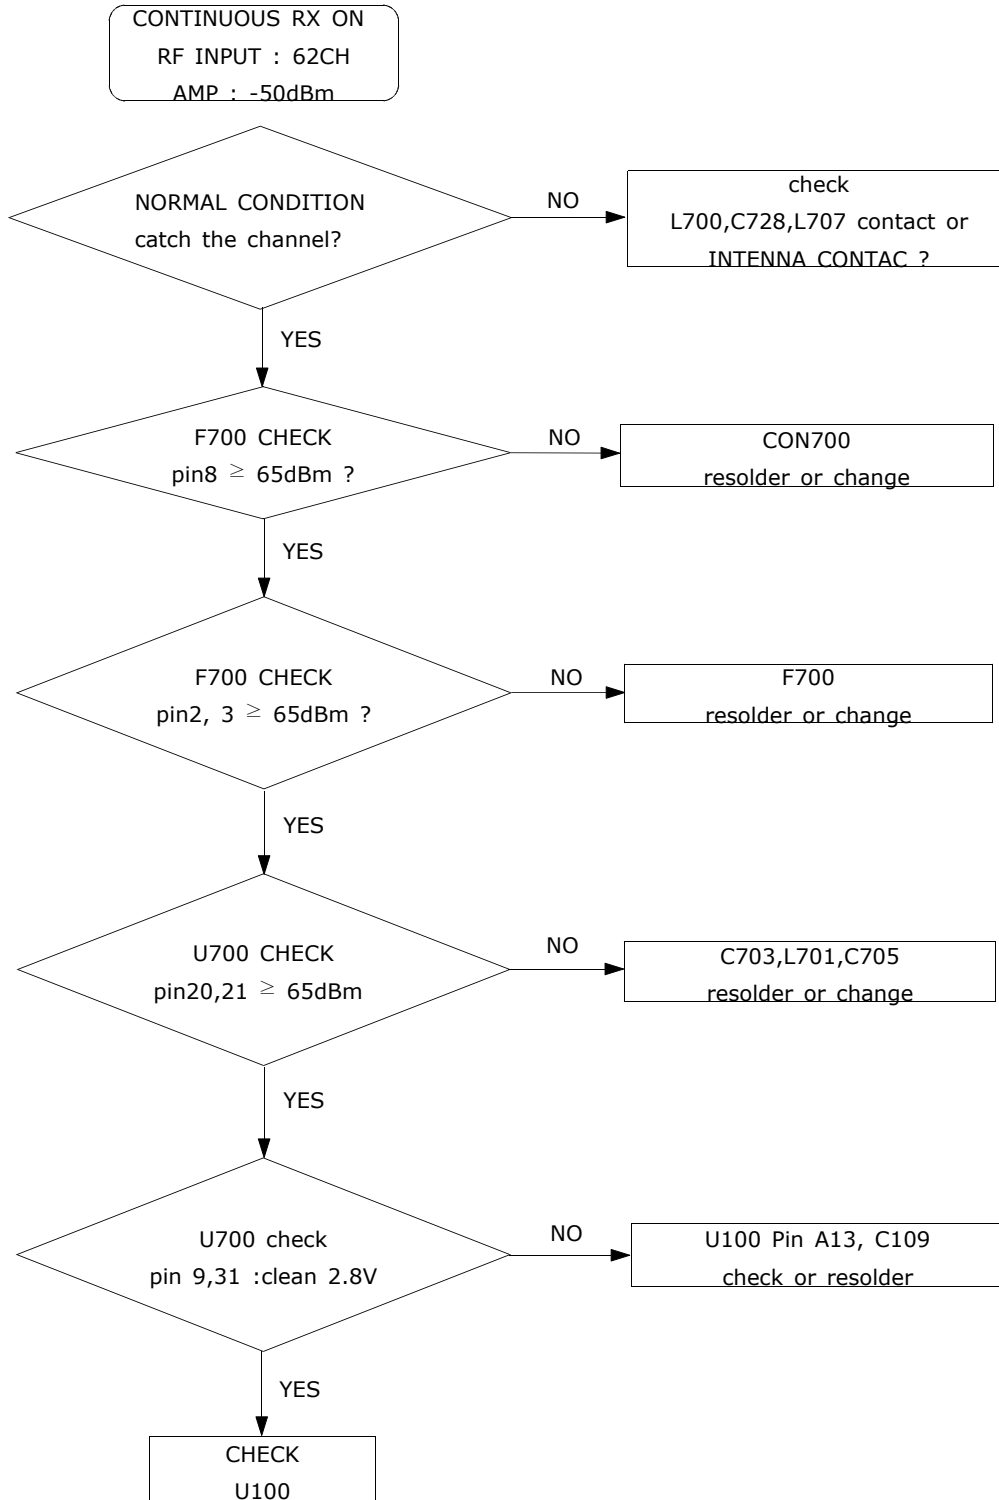 CONTINUOUS RX ON
RF INPUT : 62CH
AMP : -50dBm
NORMAL CONDITION
catch the channel?
NO
check
L700,C728,L707 contact or
INTENNA CONTAC ?
YES
F700 CHECK
pin8 ≥ 65dBm ?
NO
CON700
resolder or change
YES
F700 CHECK
pin2, 3 ≥ 65dBm ?
NO
F700
resolder or change
YES
U700 CHECK
pin20,21 ≥ 65dBm
NO
C703,L701,C705
resolder or change
YES
U700 check
pin 9,31 :clean 2.8V
NO
U100 Pin A13, C109
check or resolder
YES
CHECK
U100